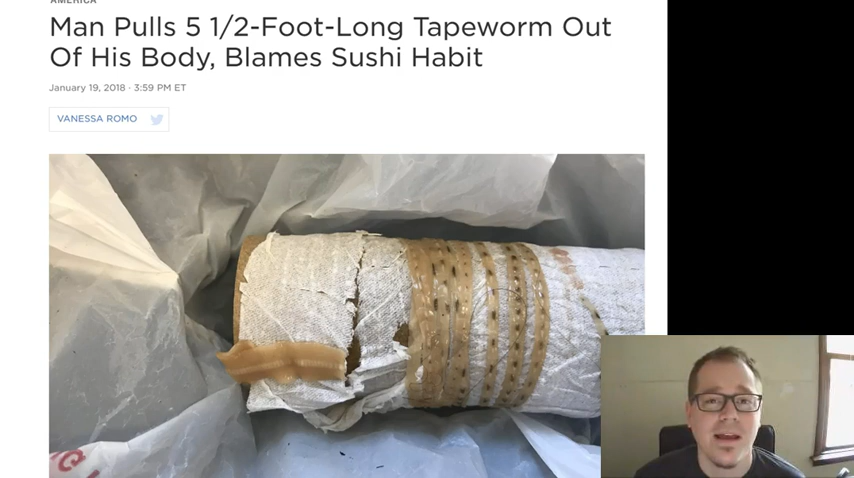 AMERICA
Man Pulls 5 1/2-Foot-Long Tapeworm Out
Of His Body, Blames Sushi Habit
January 19, 2018 · 3:59 PM ET
VANESSA ROMO